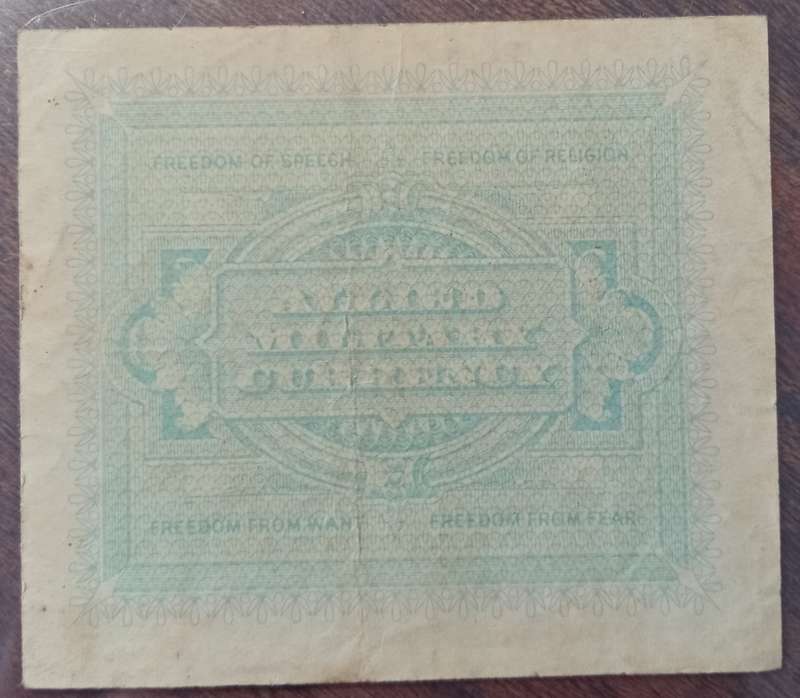 FREEDOM OF SPEECH FREEDOM OF RELIGION
ALLIED
MILITARY
CURRENCY
FREEDOM FROM WANT FREEDOM FROM FEAR